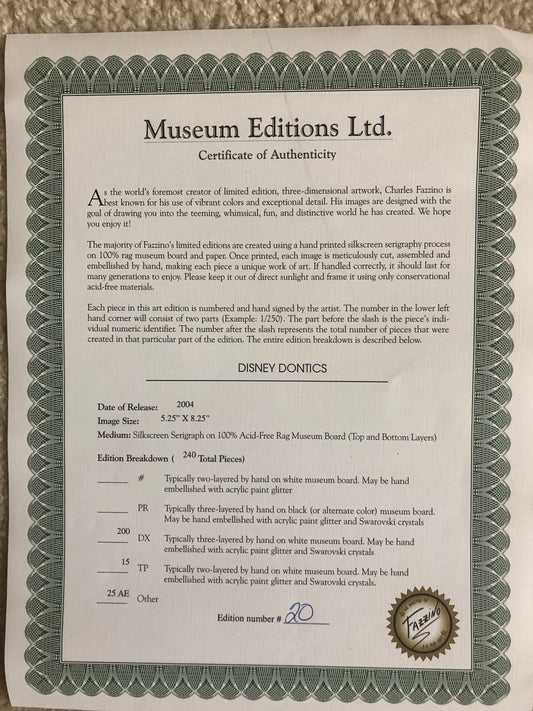 Museum Editions Ltd.
Certificate of Authenticity
As the world's foremost creator of limited edition, three-dimensional artwork, Charles Fazzino is
best known for his use of vibrant colors and exceptional detail. His images are designed with the
goal of drawing you into the teeming, whimsical, fun, and distinctive world he has created. We hope
you enjoy it!
The majority of Fazzino's limited editions are created using a hand printed silkscreen serigraphy process
on 100% rag museum board and paper. Once printed, each image is meticulously cut, assembled and
embellished by hand, making each piece a unique work of art. If handled correctly, it should last for
many generations to enjoy. Please keep it out of direct sunlight and frame it using only conservational
acid-free materials.
Each piece in this art edition is numbered and hand signed by the artist. The number in the lower left
hand corner will consist of two parts (Example: 1/250). The part before the slash is the piece's indi-
vidual numeric identifier. The number after the slash represents the total number of pieces that were
created in that particular part of the edition. The entire edition breakdown is described below.
DISNEY DONTICS
Date of Release: 2004
Image Size: 5.25" X 8.25"
Medium: Silkscreen Serigraph on 100% Acid-Free Rag Museum Board (Top and Bottom Layers)
Edition Breakdown ( 240 Total Pieces)
# Typically two-layered by hand on white museum board. May be hand
embellished with acrylic paint glitter
PR Typically three-layered by hand on black (or alternate color) museum board.
May be hand embellished with acrylic paint glitter and Swarovski crystals
200 DX Typically three-layered by hand on white museum board. May be hand
embellished with acrylic paint glitter and Swarovski crystals
15 TP Typically two-layered by hand on white museum board. May be hand
embellished with acrylic paint glitter and Swarovski crystals.
25 AE Other
Edition number # 20
FAZZINO